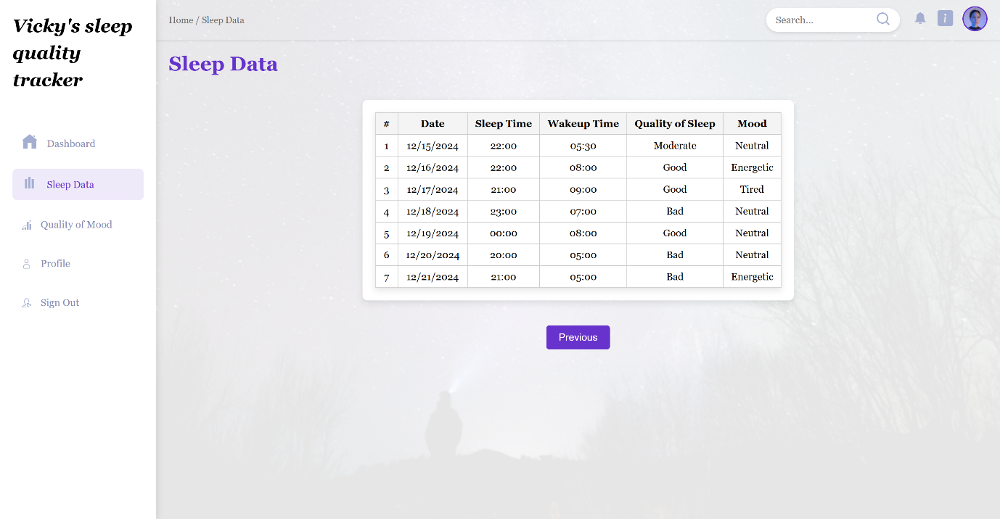 Vicky's sleep
quality
tracker
Dashboard
Sleep Data
Quality of Mood
Profile
Sign Out
Home / Sleep Data
Search...
i
Sleep Data
# Date Sleep Time Wakeup Time Quality of Sleep Mood
1 12/15/2024 22:00 05:30 Moderate Neutral
2 12/16/2024 22:00 08:00 Good Energetic
3 12/17/2024 21:00 09:00 Good Tired
4 12/18/2024 23:00 07:00 Bad Neutral
5 12/19/2024 00:00 08:00 Good Neutral
6 12/20/2024 20:00 05:00 Bad Neutral
7 12/21/2024 21:00 05:00 Bad Energetic
Previous